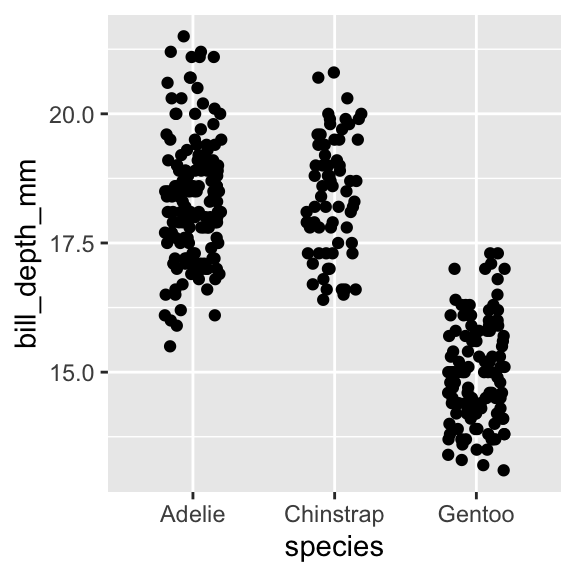 bill_depth_mm
20.0
17.5
15.0
Adelie Chinstrap Gentoo
species